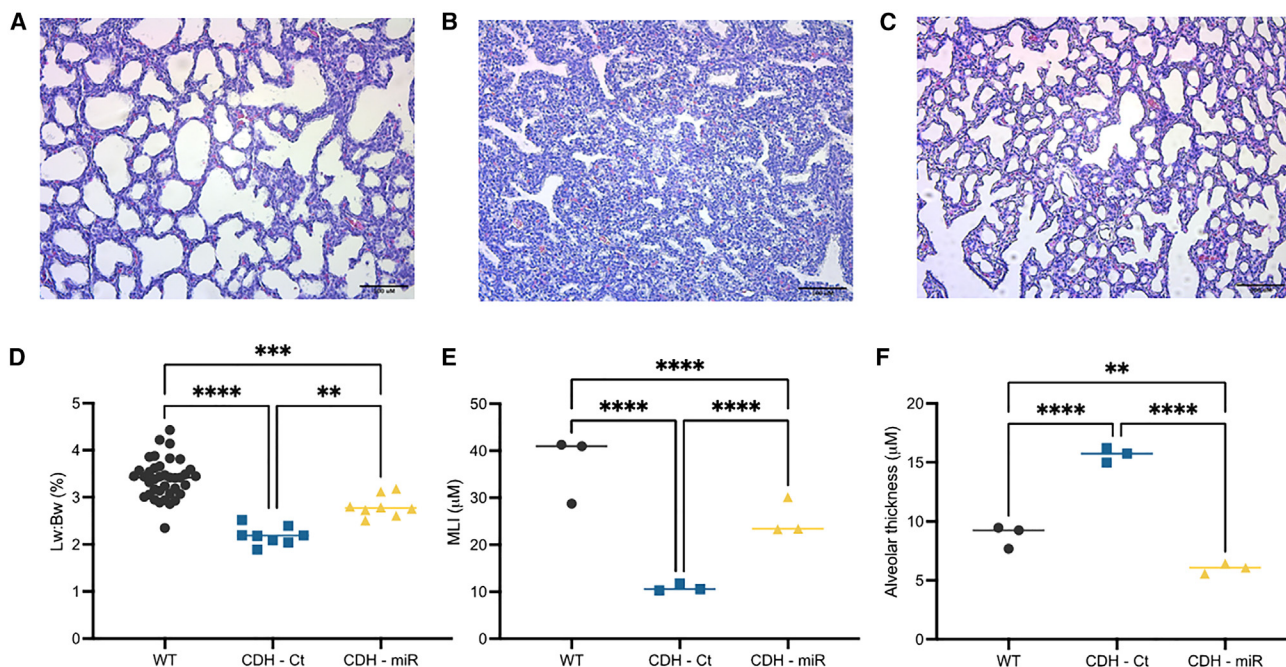 A
B
C
D
E
F
***
****
**
Lw:Bw (%)
5
4
3
2
1
0
WT
CDH - Ct
CDH - miR
****
****
****
MLI (μM)
50
40
30
20
10
0
WT
CDH - Ct
CDH - miR
**
****
****
Alveolar thickness (μM)
20
15
10
5
0
WT
CDH - Ct
CDH - miR